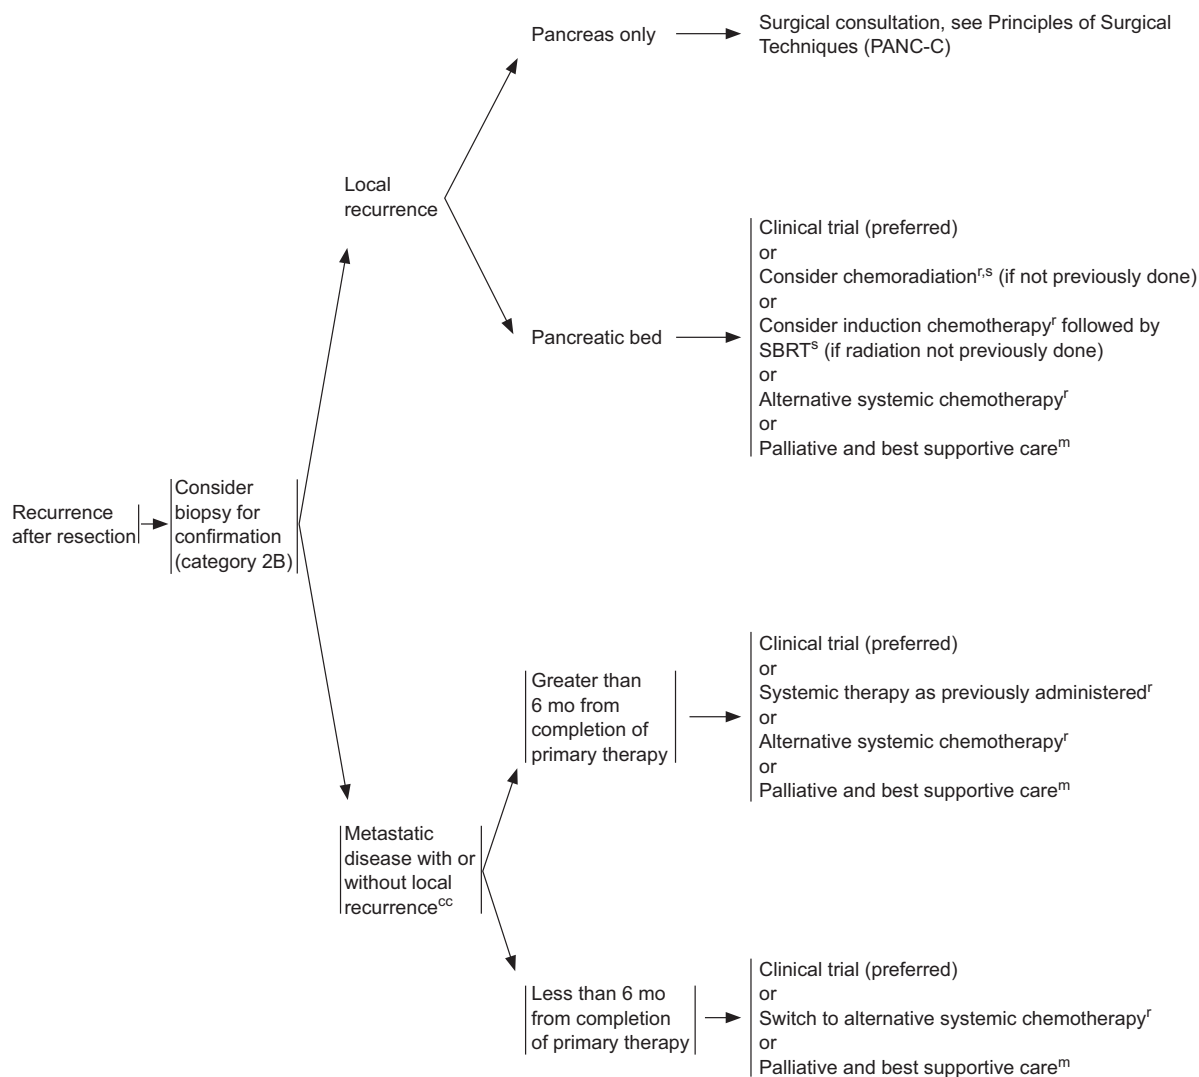 Pancreas only
Surgical consultation, see Principles of Surgical
Techniques (PANC-C)
Local
recurrence
Pancreatic bed
Clinical trial (preferred)
or
Consider chemoradiationr,s (if not previously done)
or
Consider induction chemotherapyr followed by
SBRTs (if radiation not previously done)
or
Alternative systemic chemotherapyr
or
Palliative and best supportive carem
Recurrence
after resection
Consider
biopsy for
confirmation
(category 2B)
Greater than
6 mo from
completion of
primary therapy
Clinical trial (preferred)
or
Systemic therapy as previously administeredr
or
Alternative systemic chemotherapyr
or
Palliative and best supportive carem
Metastatic
disease with or
without local
recurrencecc
Less than 6 mo
from completion
of primary therapy
Clinical trial (preferred)
or
Switch to alternative systemic chemotherapyr
or
Palliative and best supportive carem